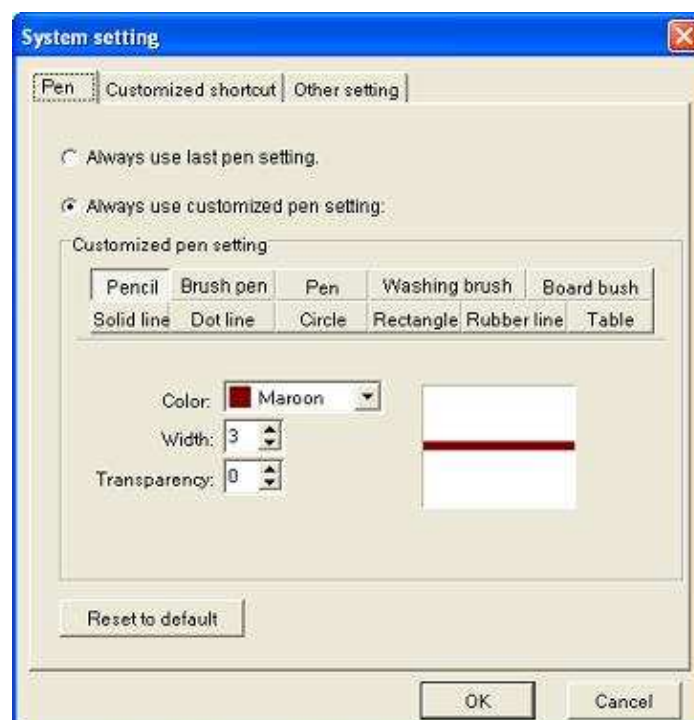 System setting
Pen Customized shortcut Other setting
Always use last pen setting.
Always use customized pen setting:
Customized pen setting
Pencil Brush pen Pen Washing brush Board bush
Solid line Dot line Circle Rectangle Rubber line Table
Color: Maroon
Width: 3
Transparency: 0
Reset to default
OK Cancel